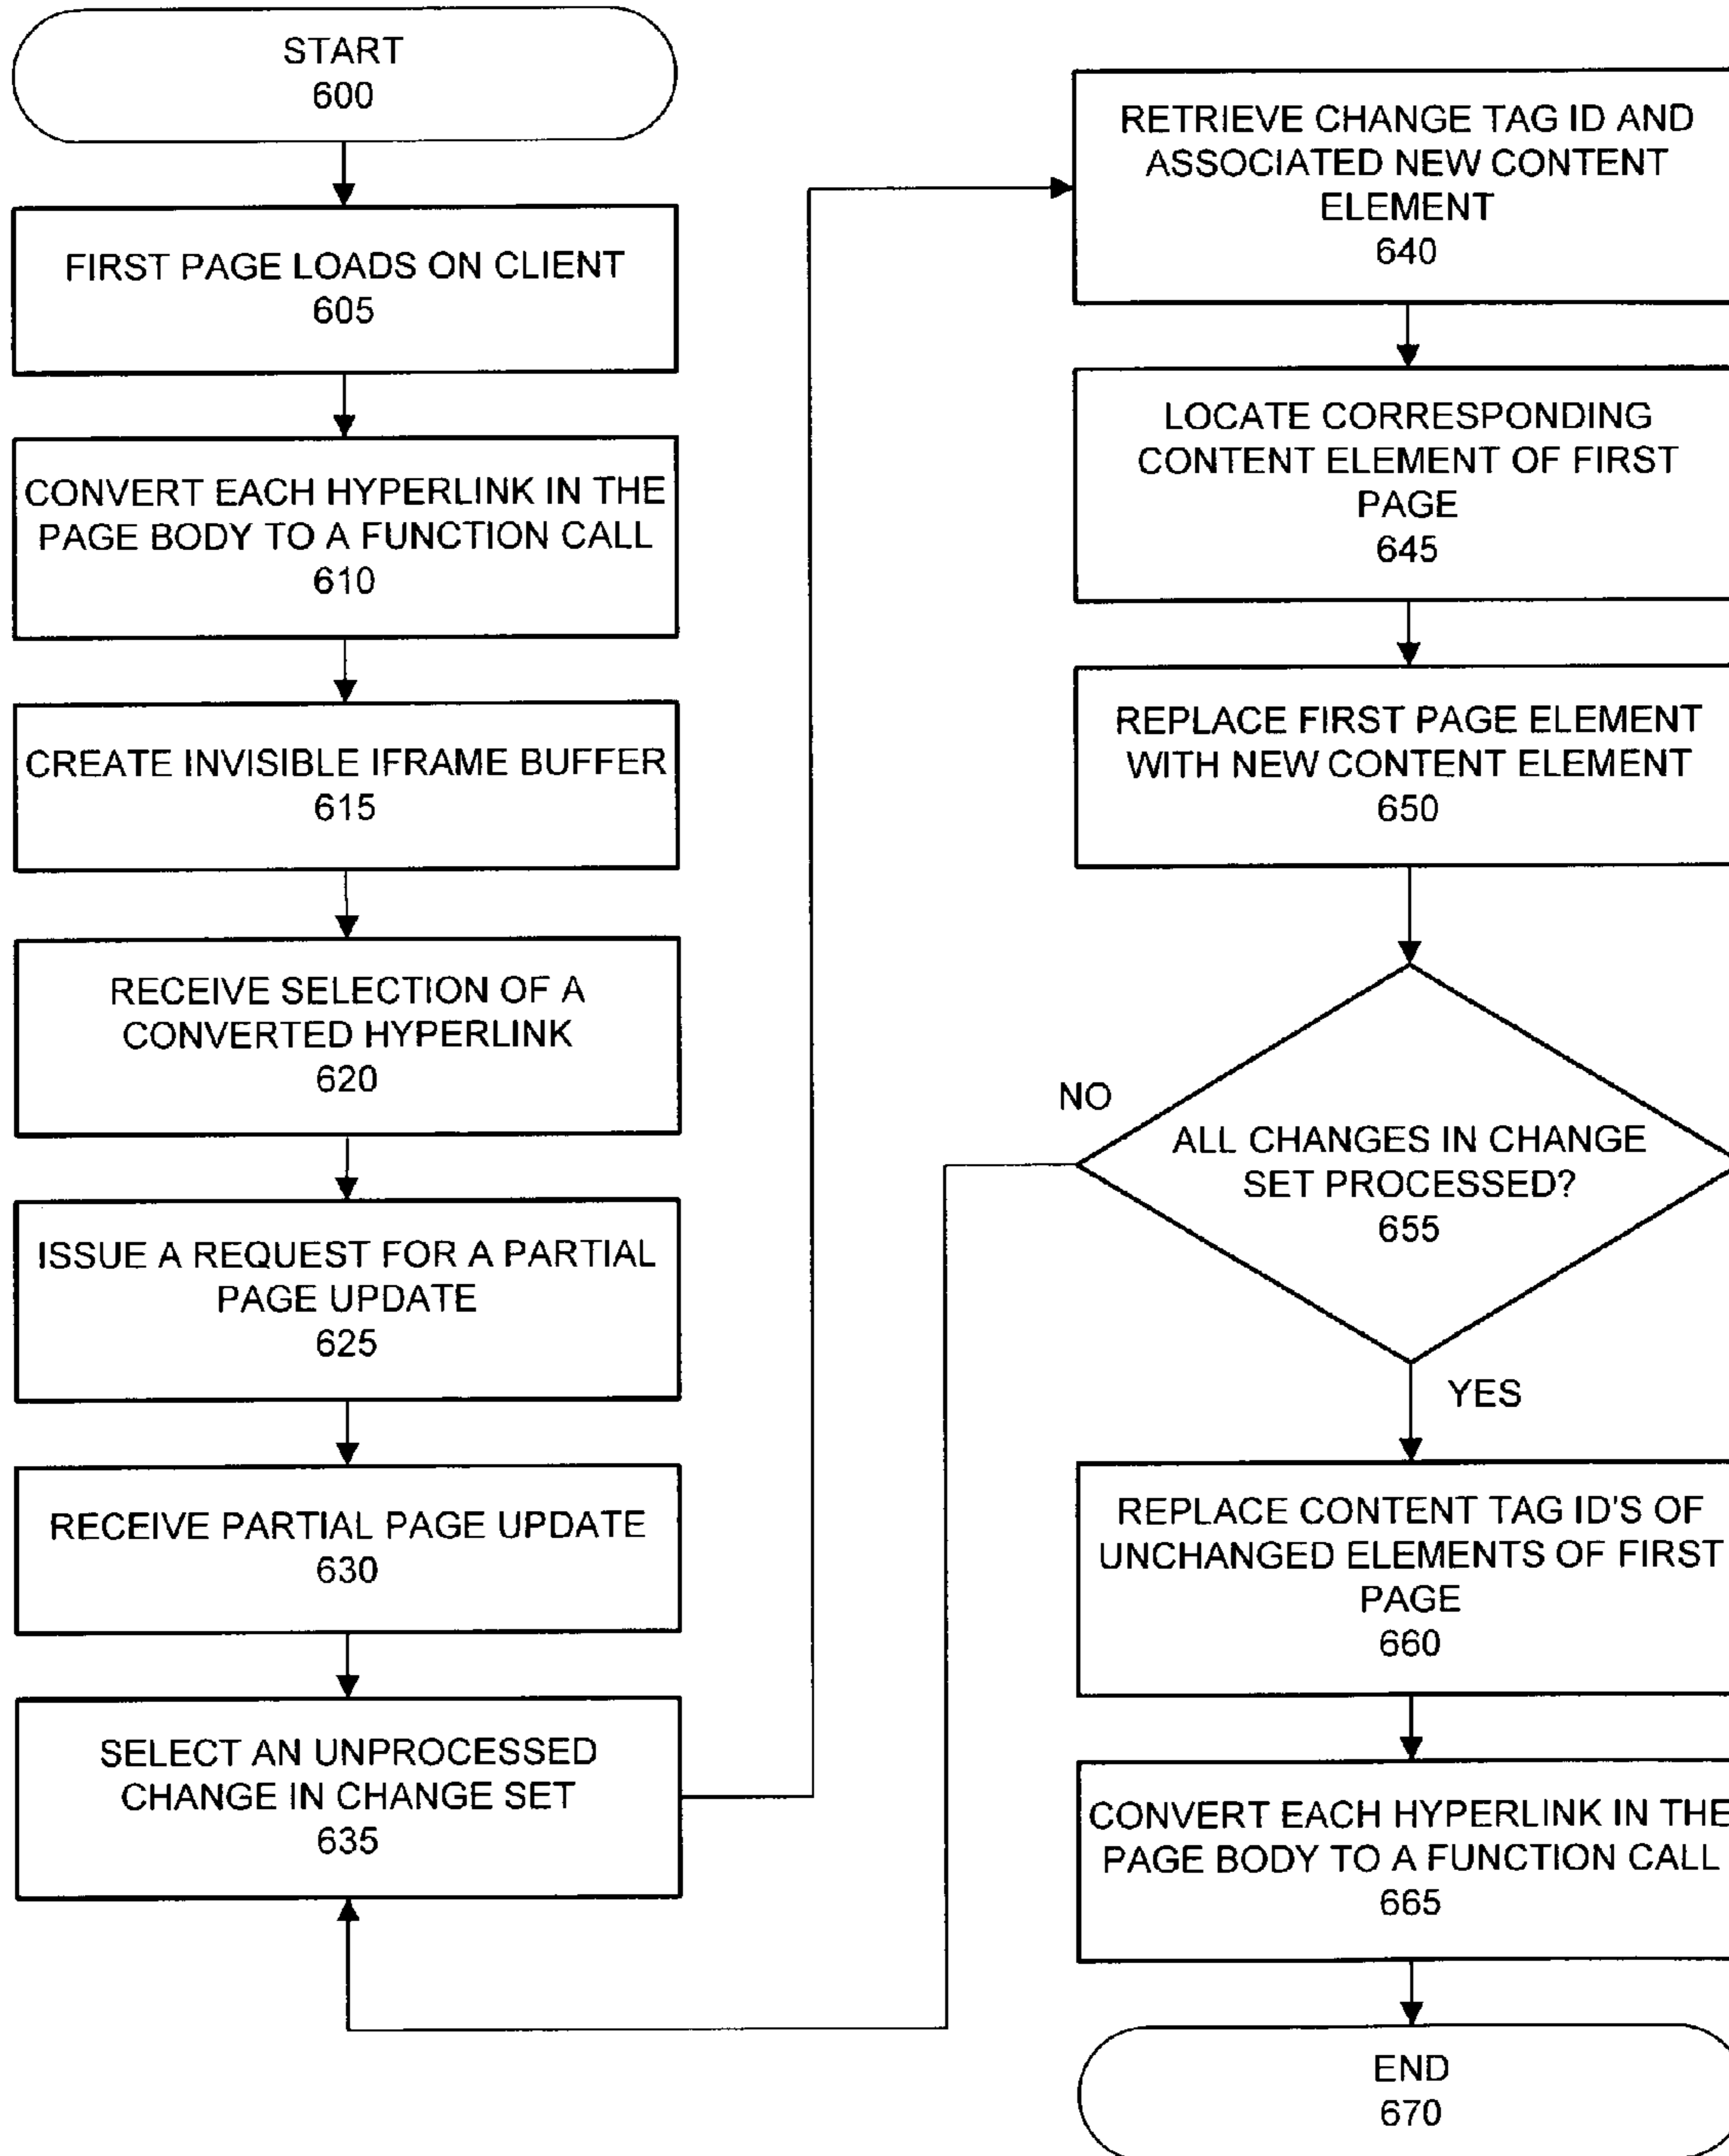 START
600
FIRST PAGE LOADS ON CLIENT
605
CONVERT EACH HYPERLINK IN THE
PAGE BODY TO A FUNCTION CALL
610
CREATE INVISIBLE IFRAME BUFFER
615
RECEIVE SELECTION OF A
CONVERTED HYPERLINK
620
ISSUE A REQUEST FOR A PARTIAL
PAGE UPDATE
625
RECEIVE PARTIAL PAGE UPDATE
630
SELECT AN UNPROCESSED
CHANGE IN CHANGE SET
635
RETRIEVE CHANGE TAG ID AND
ASSOCIATED NEW CONTENT
ELEMENT
640
LOCATE CORRESPONDING
CONTENT ELEMENT OF FIRST
PAGE
645
REPLACE FIRST PAGE ELEMENT
WITH NEW CONTENT ELEMENT
650
NO
ALL CHANGES IN CHANGE
SET PROCESSED?
655
YES
REPLACE CONTENT TAG ID'S OF
UNCHANGED ELEMENTS OF FIRST
PAGE
660
CONVERT EACH HYPERLINK IN THE
PAGE BODY TO A FUNCTION CALL
665
END
670